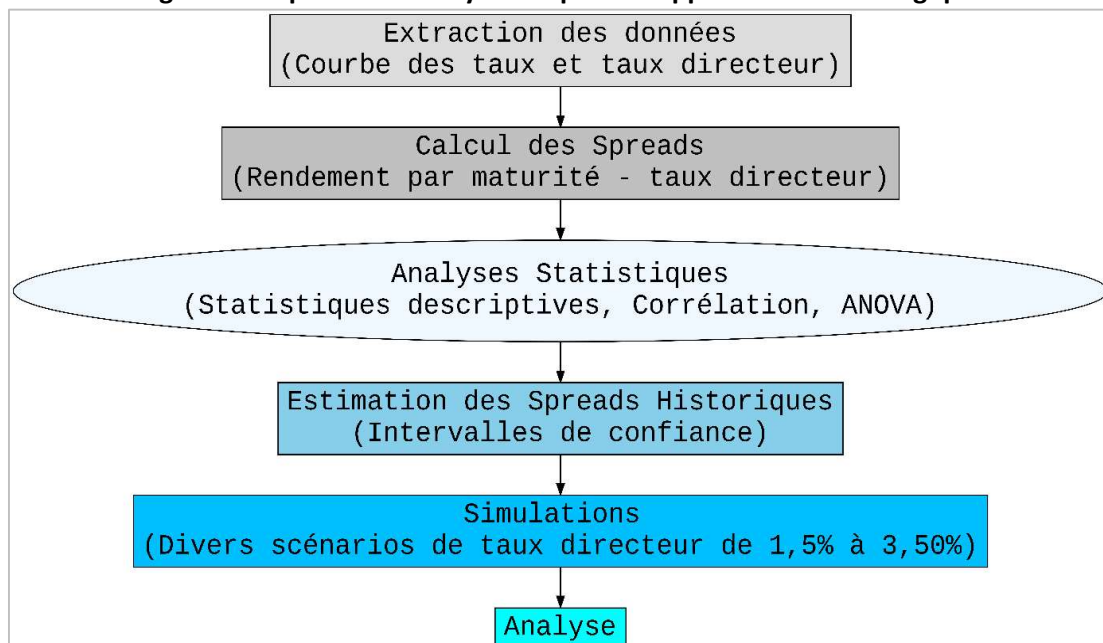 Extraction des données
(Courbe des taux et taux directeur)
Calcul des Spreads
(Rendement par maturité - taux directeur)
Analyses Statistiques
(Statistiques descriptives, Corrélation, ANOVA)
Estimation des Spreads Historiques
(Intervalles de confiance)
Simulations
(Divers scénarios de taux directeur de 1,5% à 3,50%)
Analyse